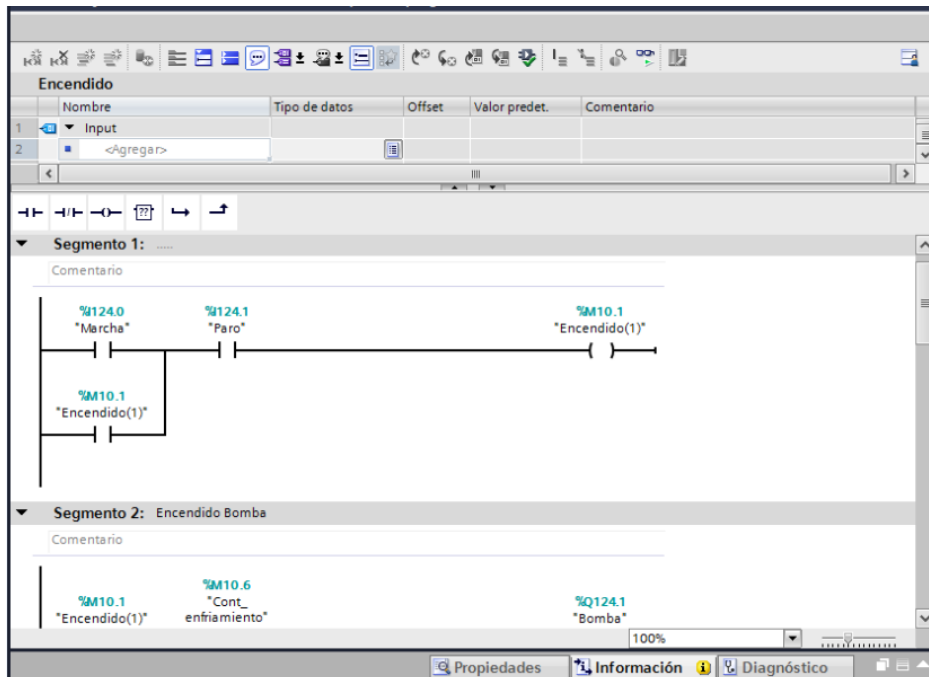 Encendido
Nombre Tipo de datos Offset Valor predet. Comentario
1 Input
2 <Agregar>
Segmento 1: .....
Comentario
%I124.0 %I124.1 %M10.1
"Marcha" "Paro" "Encendido(1)"
%M10.1
"Encendido(1)"
Segmento 2: Encendido Bomba
Comentario
%M10.6
%M10.1 "Cont_ %Q124.1
"Encendido(1)" enfriamiento" "Bomba"
100%
Propiedades Información Diagnóstico